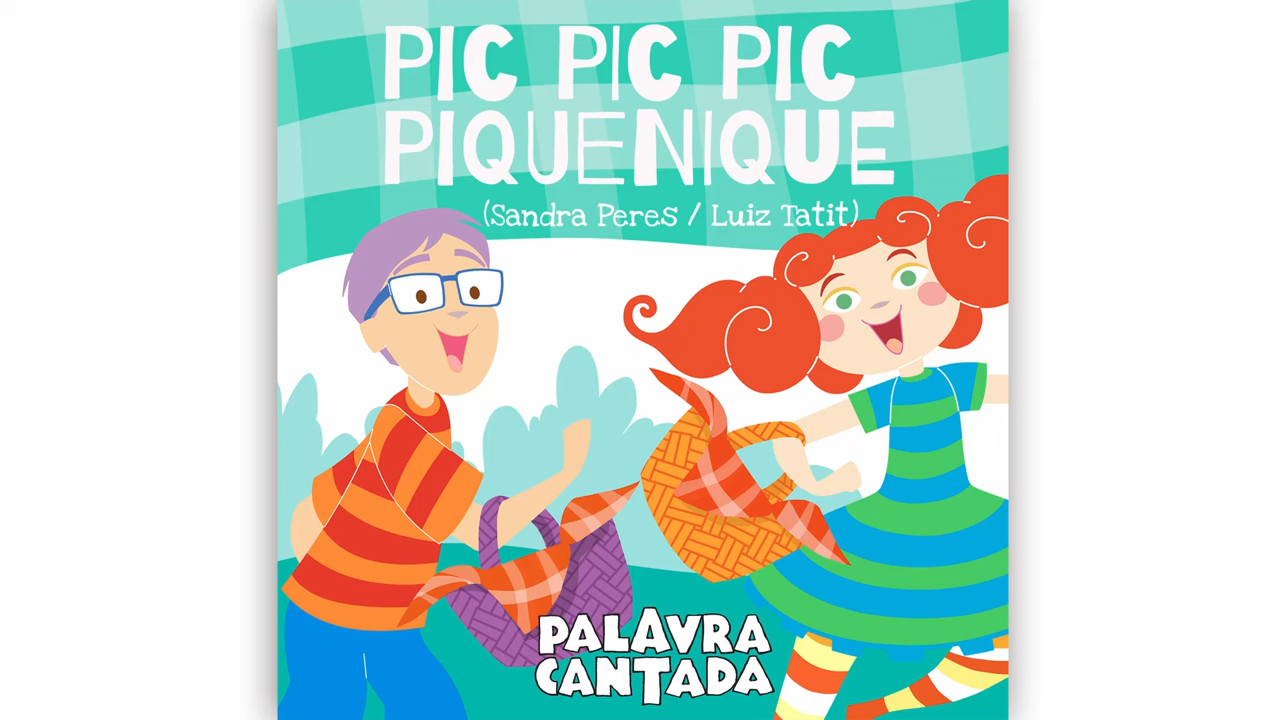 PIC PIC PIC
PIQUENIQUE
(Sandra Peres / Luiz Tatit)
PALAVRA
CANTADA